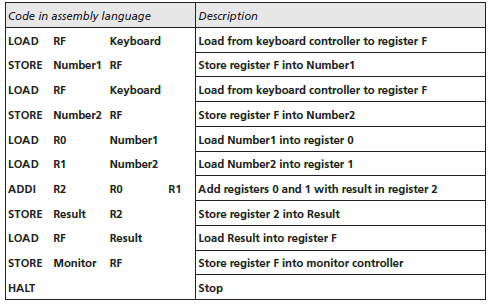 Code in assembly language Description
LOAD RF Keyboard Load from keyboard controller to register F
STORE Number1 RF Store register F into Number1
LOAD RF Keyboard Load from keyboard controller to register F
STORE Number2 RF Store register F into Number2
LOAD R0 Number1 Load Number1 into register 0
LOAD R1 Number2 Load Number2 into register 1
ADDI R2 R0 R1 Add registers 0 and 1 with result in register 2
STORE Result R2 Store register 2 into Result
LOAD RF Result Load Result into register F
STORE Monitor RF Store register F into monitor controller
HALT Stop